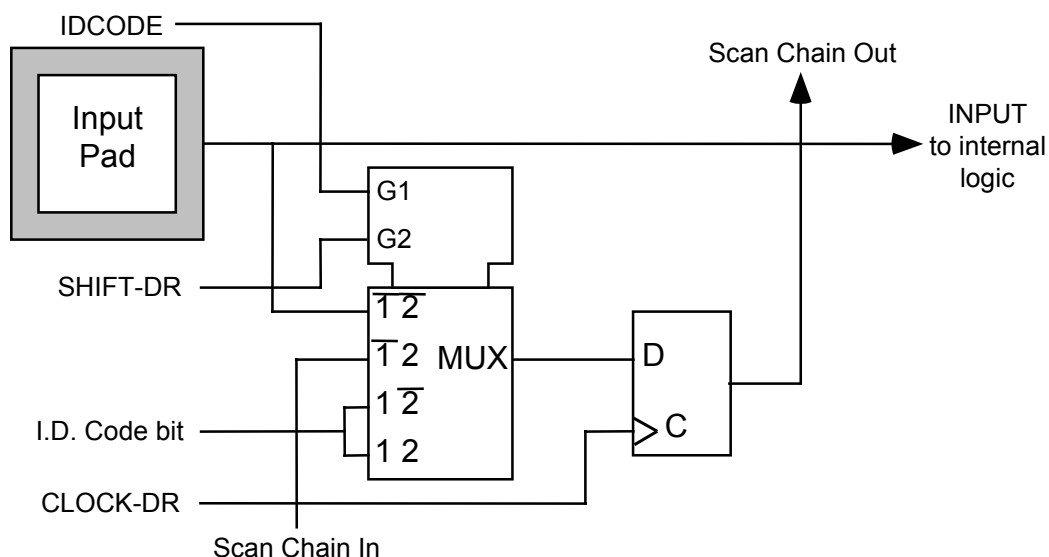 IDCODE
Scan Chain Out
Input
Pad
INPUT
to internal
logic
G1
G2
SHIFT-DR
1̅ 2̅
1̅ 2
MUX
D
1 2̅
I.D. Code bit
C
1 2
CLOCK-DR
Scan Chain In